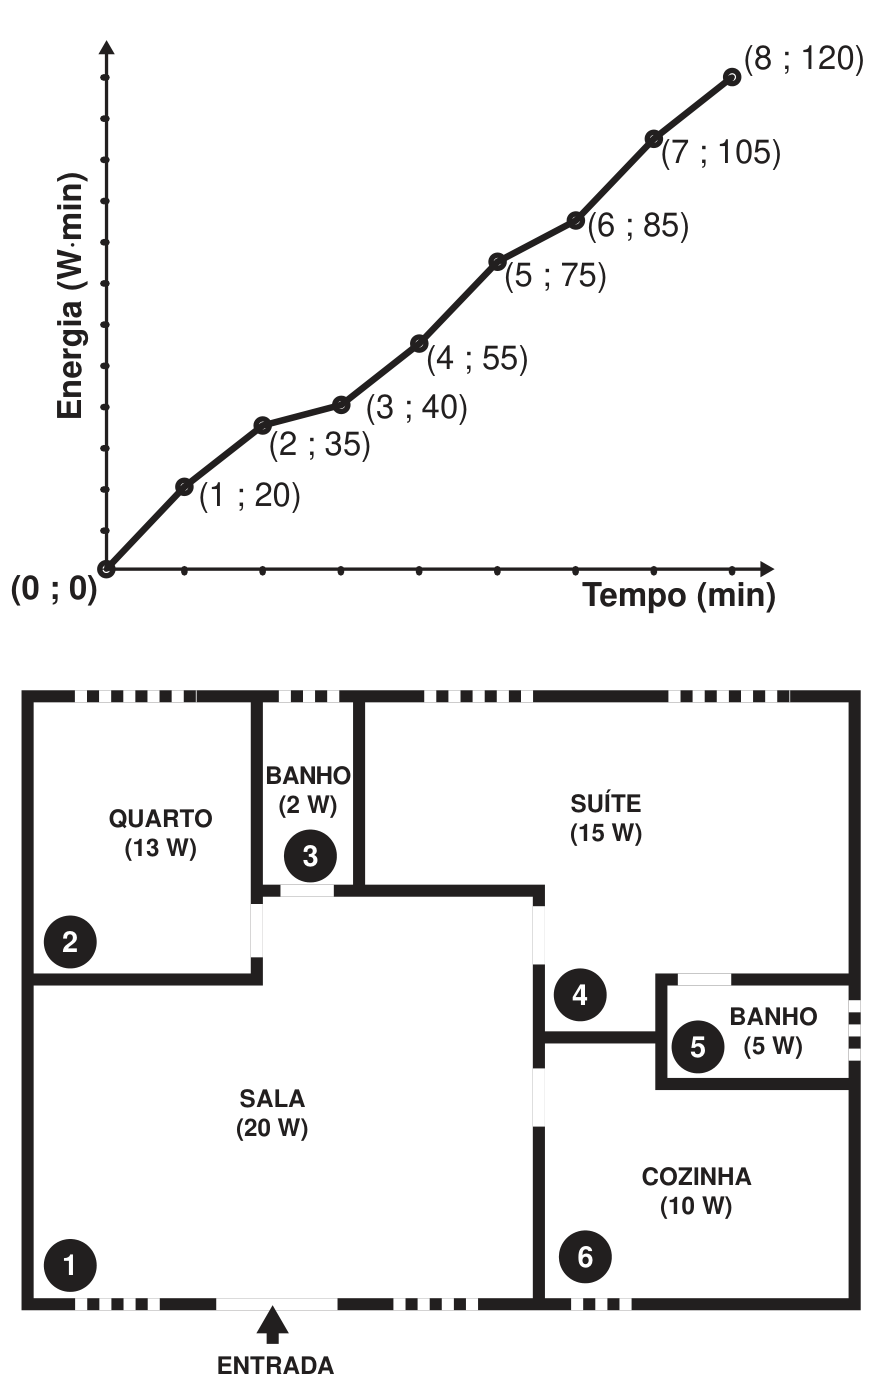 (8 ; 120)
(7 ; 105)
(6 ; 85)
(5 ; 75)
(4 ; 55)
(3 ; 40)
(2 ; 35)
(1 ; 20)
(0 ; 0)
Energia (W·min)
Tempo (min)
QUARTO
(13 W)
2
BANHO
(2 W)
3
SUÍTE
(15 W)
4
BANHO
(5 W)
5
SALA
(20 W)
1
COZINHA
(10 W)
6
ENTRADA